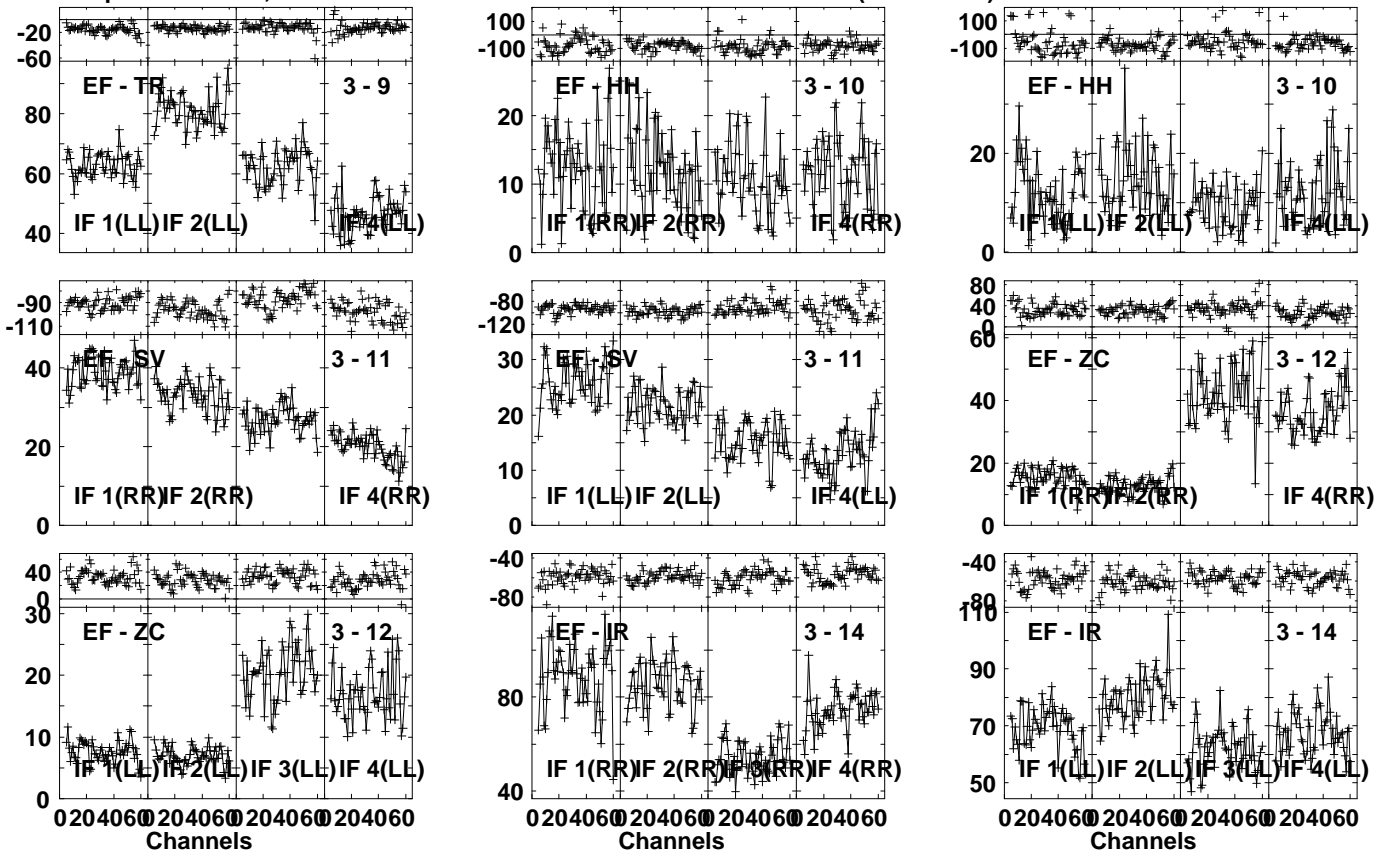 -20
-60
EF - TR
3 - 9
80
60
40
IF 1(LL) IF 2(LL) IF 4(LL)
100
-100
EF - HH
3 - 10
20
10
0
IF 1(RR) IF 2(RR) IF 4(RR)
100
-100
EF - HH
3 - 10
20
0
IF 1(LL) IF 2(LL) IF 4(LL)
-90
-110
EF - SV
3 - 11
40
20
0
IF 1(RR) IF 2(RR) IF 4(RR)
-80
-120
EF - SV
3 - 11
30
20
10
0
IF 1(LL) IF 2(LL) IF 4(LL)
80
40
0
60
EF - ZC
3 - 12
40
20
0
IF 1(RR) IF 2(RR) IF 4(RR)
40
0
30
EF - ZC
3 - 12
20
10
0
IF 1(LL) IF 2(LL) IF 3(LL) IF 4(LL)
0 20 40 60 0 20 40 60 0 20 40 60 0 20 40 60
Channels
-40
-80
EF - IR
3 - 14
80
40
IF 1(RR) IF 2(RR) IF 3(RR) IF 4(RR)
0 20 40 60 0 20 40 60 0 20 40 60 0 20 40 60
Channels
-40
-80
110
EF - IR
3 - 14
90
70
50
IF 1(LL) IF 2(LL) IF 3(LL) IF 4(LL)
0 20 40 60 0 20 40 60 0 20 40 60 0 20 40 60
Channels